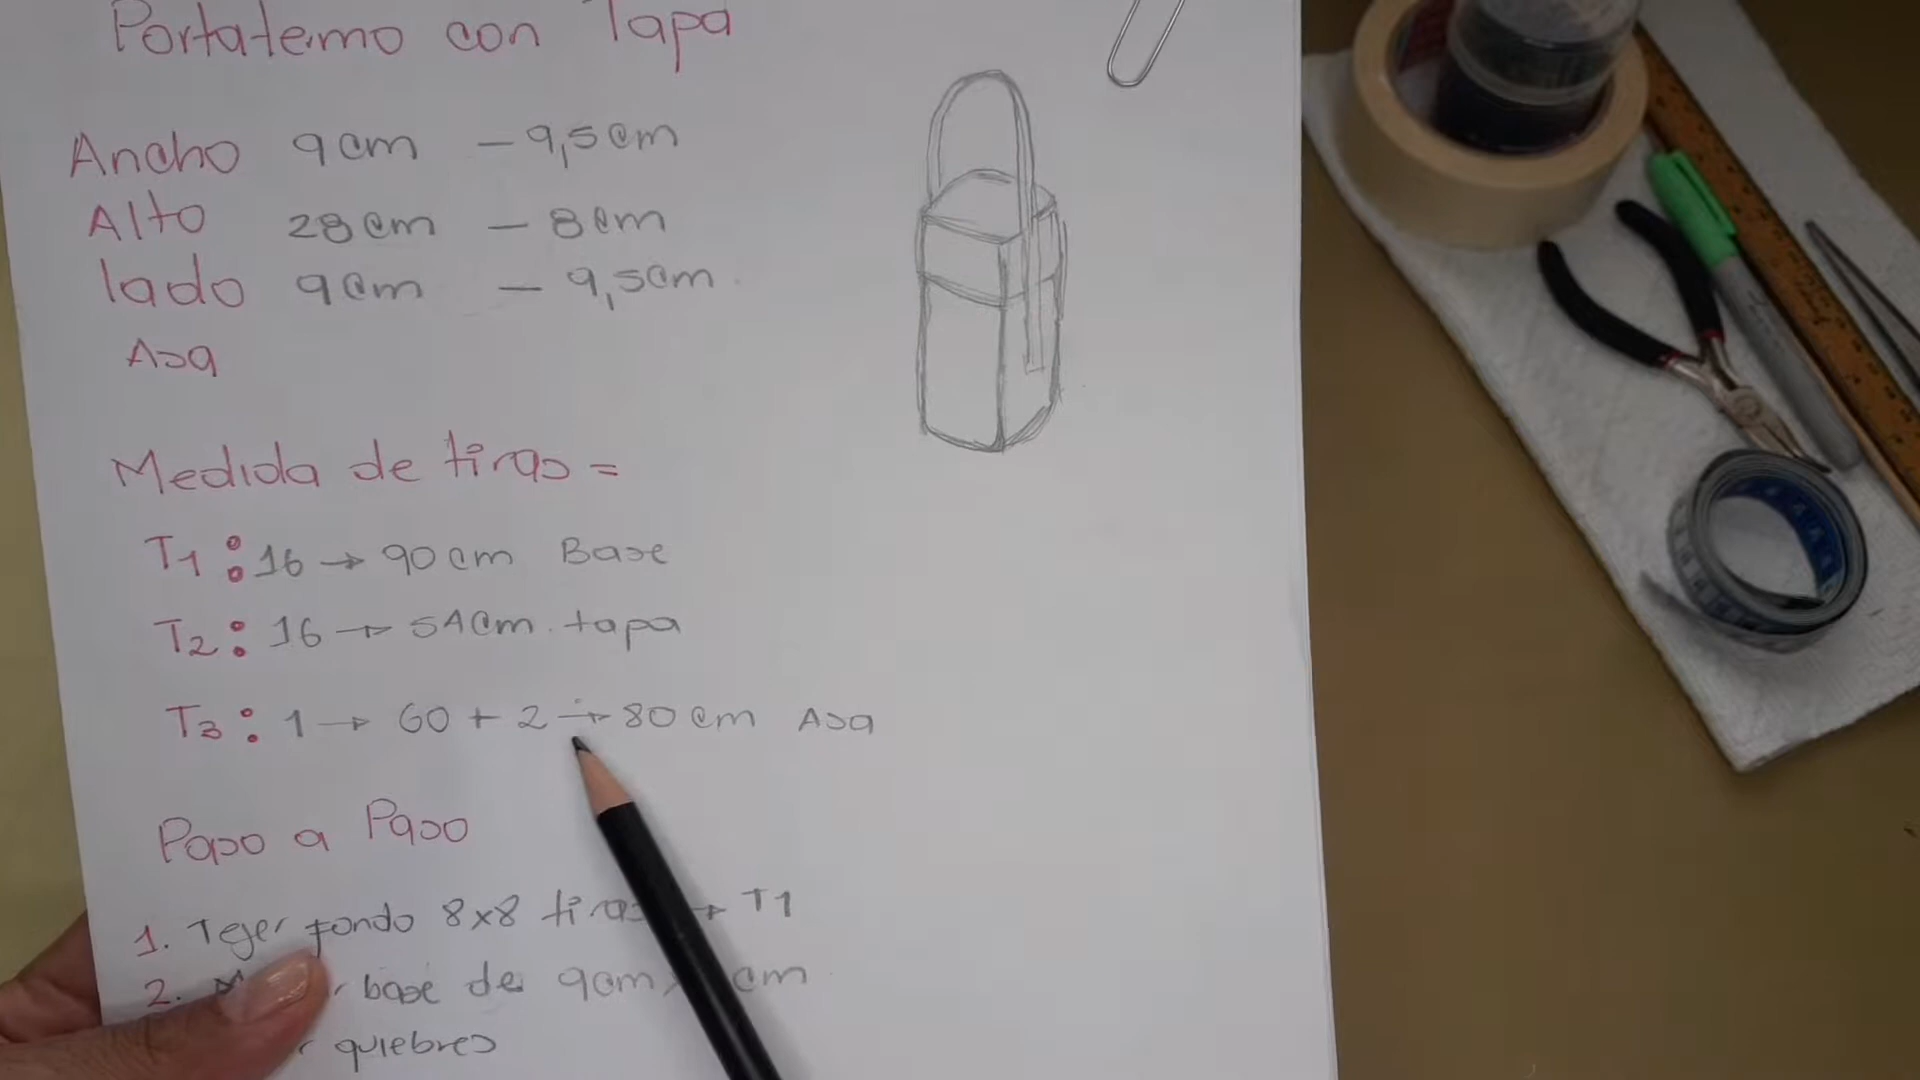 Portatermo con Tapa
Ancho 9cm - 9,5cm
Alto 28cm - 8cm
lado 9cm - 9,5cm
Asa
Medida de tiras =
T1: 16 → 90cm Base
T2: 16 → 54cm. tapa
T3: 1 → 60 + 2 → 80cm Asa
Paso a Paso
1. Tejer fondo 8x8 tiras → T1
2. base de 9cm cm
quiebres